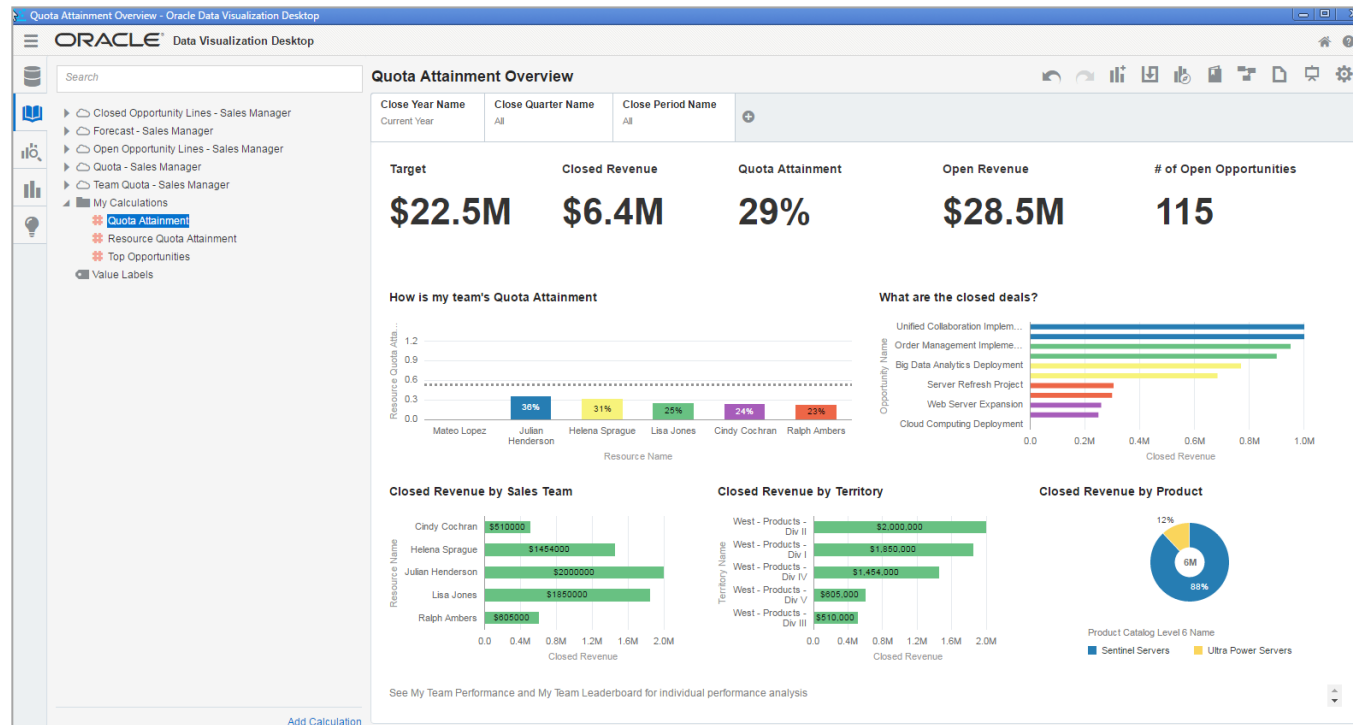 Quota Attainment Overview - Oracle Data Visualization Desktop
ORACLE Data Visualization Desktop
Search
Closed Opportunity Lines - Sales Manager
Forecast - Sales Manager
Open Opportunity Lines - Sales Manager
Quota - Sales Manager
Team Quota - Sales Manager
My Calculations
Quota Attainment
Resource Quota Attainment
Top Opportunities
Value Labels
Add Calculation
Quota Attainment Overview
Close Year Name Close Quarter Name Close Period Name
Current Year All All
Target Closed Revenue Quota Attainment Open Revenue # of Open Opportunities
$22.5M $6.4M 29% $28.5M 115
How is my team's Quota Attainment
Resource Quota Atta...
1.2
0.9
0.6
0.3
0.0
36% 31% 25% 24% 23%
Mateo Lopez Julian Henderson Helena Sprague Lisa Jones Cindy Cochran Ralph Ambers
Resource Name
What are the closed deals?
Opportunity Name
Unified Collaboration Implem...
Order Management Impleme...
Big Data Analytics Deployment
Server Refresh Project
Web Server Expansion
Cloud Computing Deployment
0.0 0.2M 0.4M 0.6M 0.8M 1.0M
Closed Revenue
Closed Revenue by Sales Team
Resource Name
Cindy Cochran $510000
Helena Sprague $1454000
Julian Henderson $2000000
Lisa Jones $1850000
Ralph Ambers $605000
0.0 0.4M 0.8M 1.2M 1.6M 2.0M
Closed Revenue
Closed Revenue by Territory
Territory Name
West - Products -
Div II $2,000,000
West - Products -
Div I $1,850,000
West - Products -
Div IV $1,454,000
West - Products -
Div V $605,000
West - Products -
Div III $510,000
0.0 0.4M 0.8M 1.2M 1.6M 2.0M
Closed Revenue
Closed Revenue by Product
12%
6M
88%
Product Catalog Level 6 Name
Sentinel Servers Ultra Power Servers
See My Team Performance and My Team Leaderboard for individual performance analysis